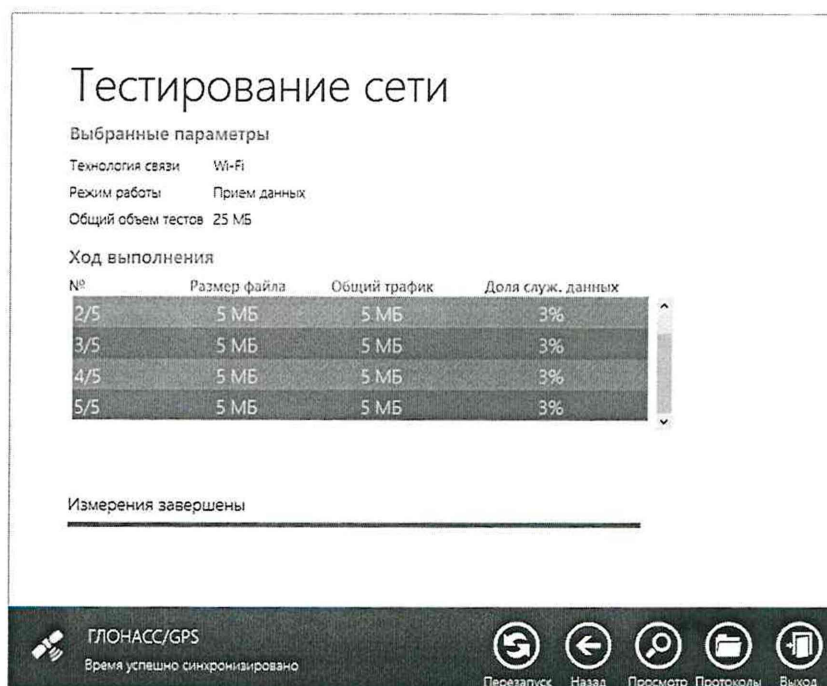 Тестирование сети
Выбранные параметры
Технология связи Wi-Fi
Режим работы Прием данных
Общий объем тестов 25 МБ
Ход выполнения
№ Размер файла Общий трафик Доля служ. данных
2/5 5 МБ 5 МБ 3%
3/5 5 МБ 5 МБ 3%
4/5 5 МБ 5 МБ 3%
5/5 5 МБ 5 МБ 3%
Измерения завершены
ГЛОНАСС/GPS
Время успешно синхронизировано
Перезапуск Назад Просмотр Протоколы Выход